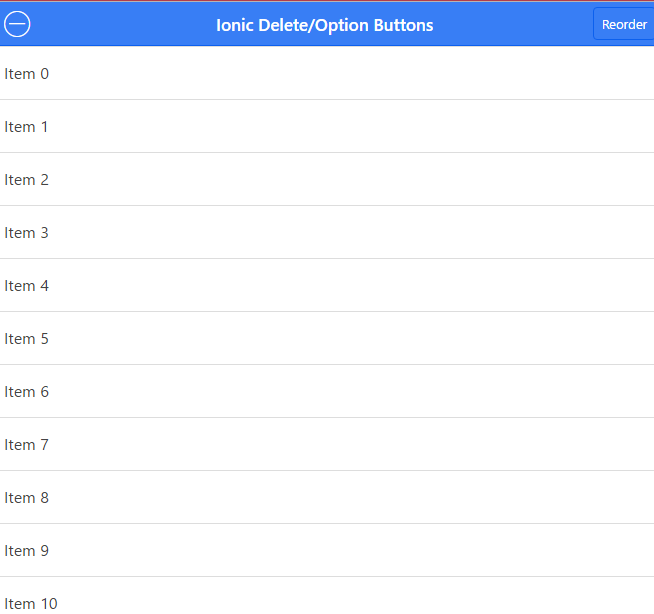 Ionic Delete/Option Buttons
Reorder
Item 0
Item 1
Item 2
Item 3
Item 4
Item 5
Item 6
Item 7
Item 8
Item 9
Item 10